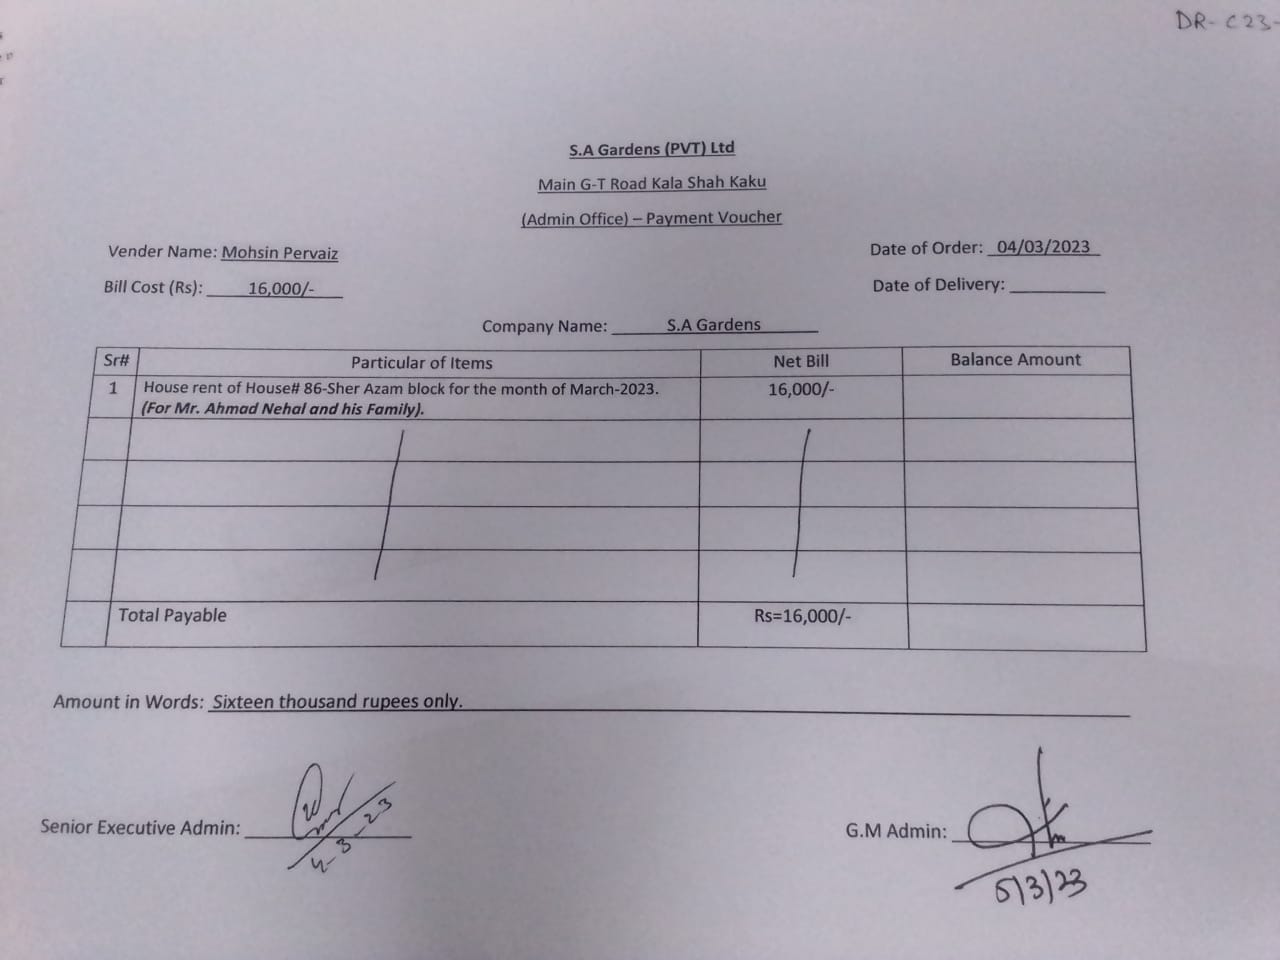 DR- C23-
S.A Gardens (PVT) Ltd
Main G-T Road Kala Shah Kaku
(Admin Office) – Payment Voucher
Vender Name: Mohsin Pervaiz
Date of Order: 04/03/2023
Bill Cost (Rs): 16,000/-
Date of Delivery:
Company Name: S.A Gardens
Sr# Particular of Items Net Bill Balance Amount
1 House rent of House# 86-Sher Azam block for the month of March-2023. 16,000/-
(For Mr. Ahmad Nehal and his Family).
Total Payable Rs=16,000/-
Amount in Words: Sixteen thousand rupees only.
Senior Executive Admin:
4-3-23
G.M Admin:
5/3/23